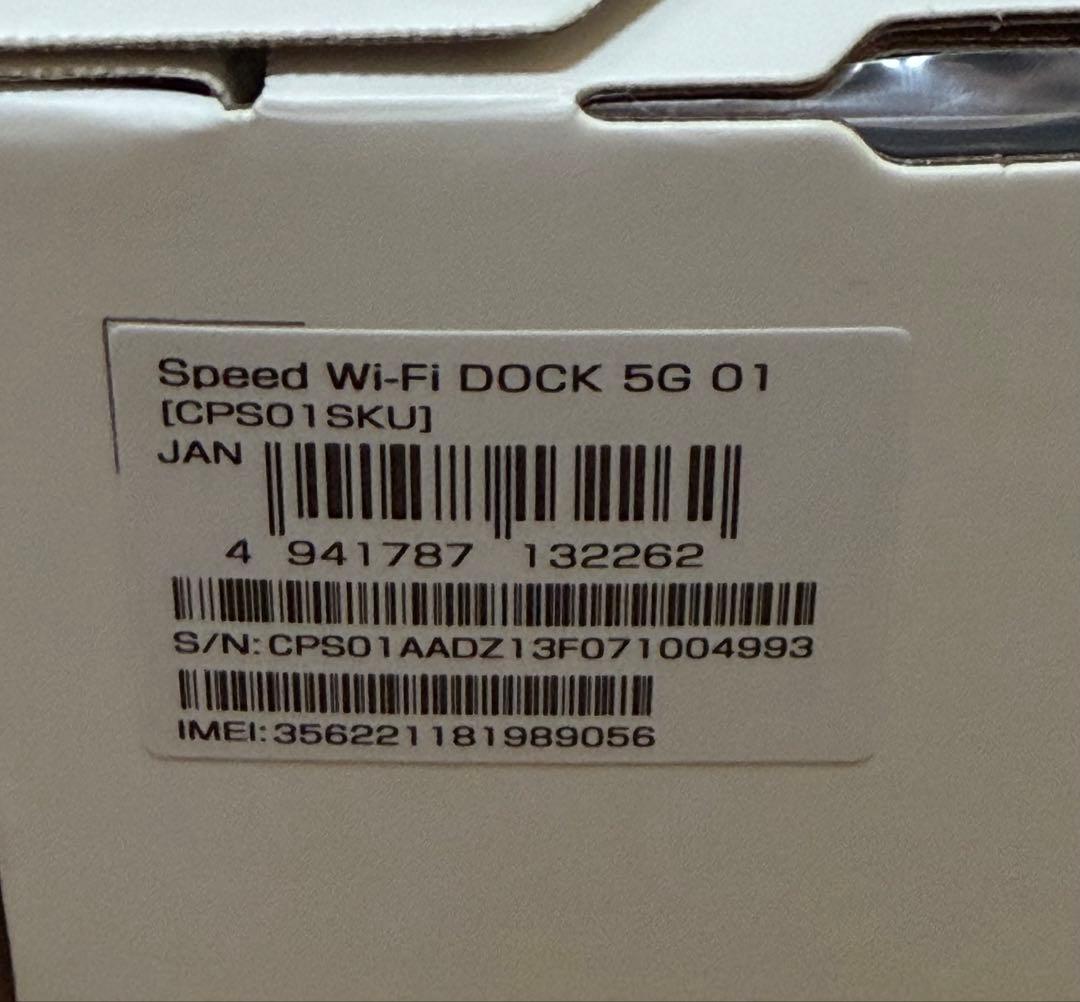 Speed Wi-Fi DOCK 5G 01
[CPS01SKU]
JAN
4 941787 132262
S/N:CPS01AADZ13F071004993
IMEI:356221181989056